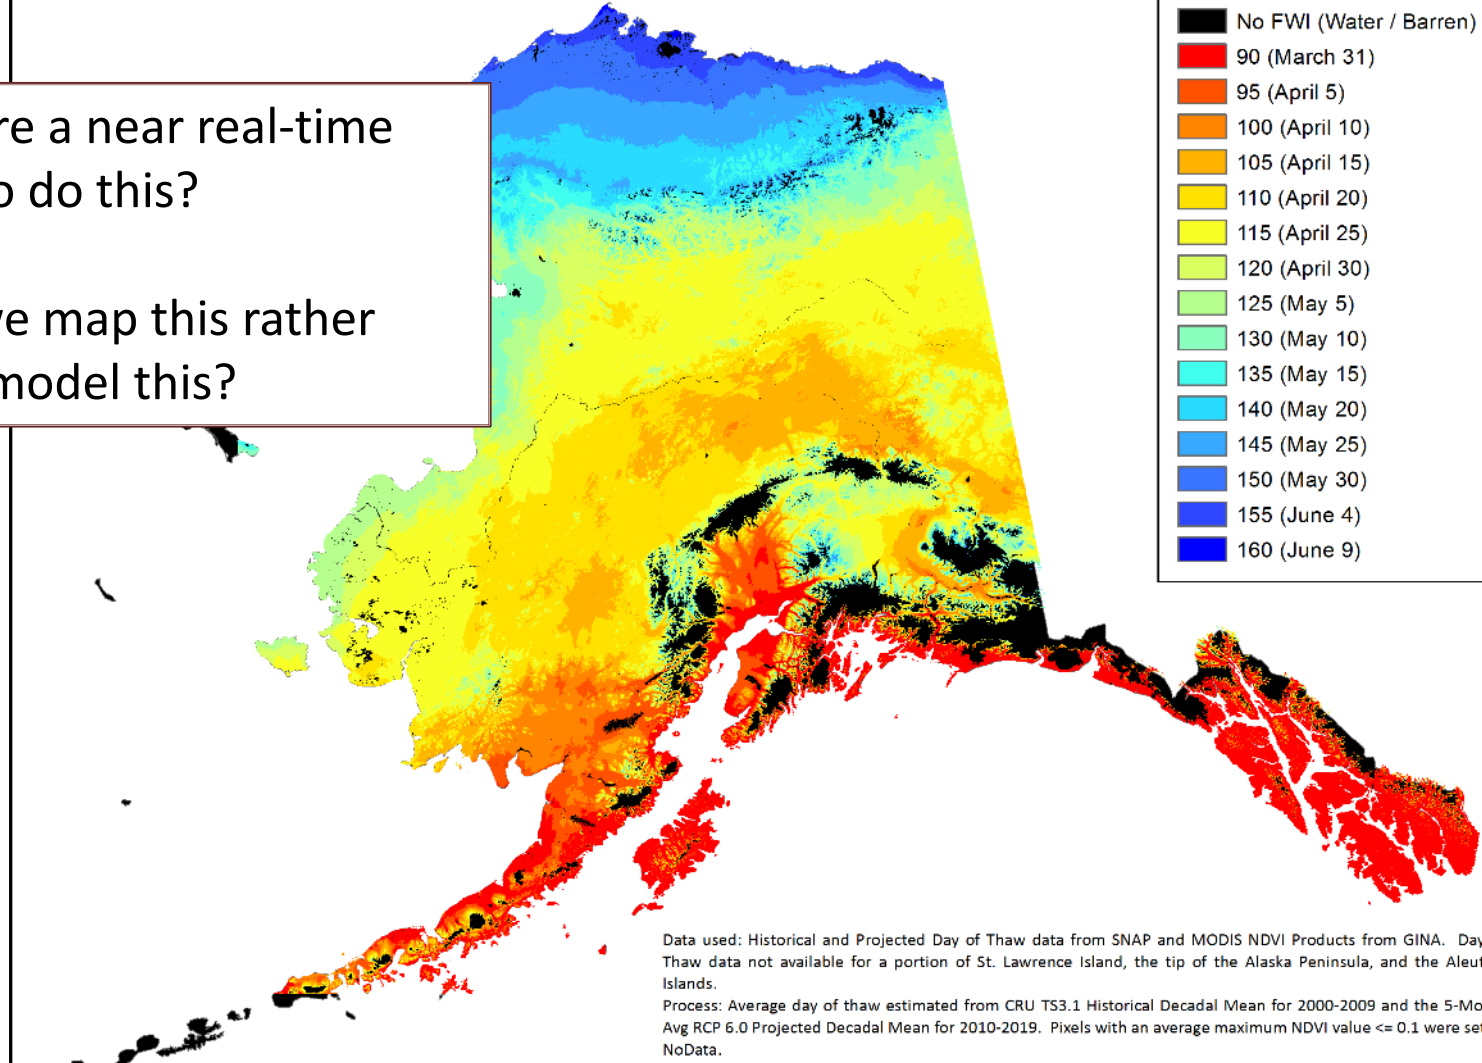 re a near real-time
o do this?
ve map this rather
model this?
No FWI (Water / Barren)
90 (March 31)
95 (April 5)
100 (April 10)
105 (April 15)
110 (April 20)
115 (April 25)
120 (April 30)
125 (May 5)
130 (May 10)
135 (May 15)
140 (May 20)
145 (May 25)
150 (May 30)
155 (June 4)
160 (June 9)
Data used: Historical and Projected Day of Thaw data from SNAP and MODIS NDVI Products from GINA. Day
Thaw data not available for a portion of St. Lawrence Island, the tip of the Alaska Peninsula, and the Aleut
Islands.
Process: Average day of thaw estimated from CRU TS3.1 Historical Decadal Mean for 2000-2009 and the 5-Mo
Avg RCP 6.0 Projected Decadal Mean for 2010-2019. Pixels with an average maximum NDVI value <= 0.1 were set
NoData.